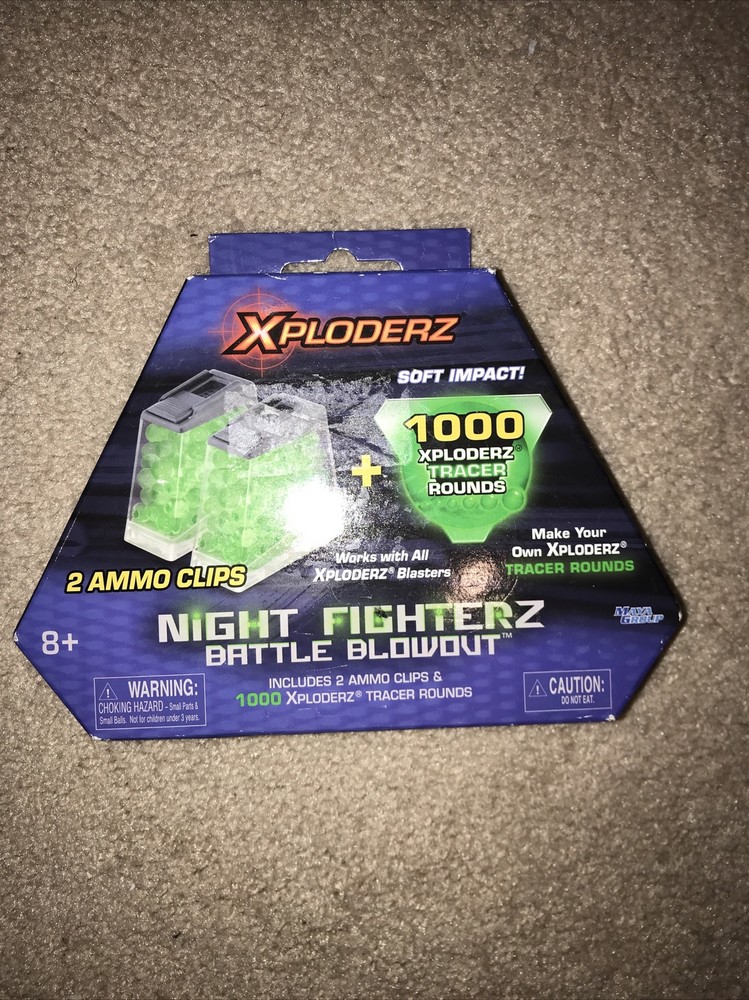 XPLODERZ®
SOFT IMPACT!
1000
XPLODERZ®
TRACER
ROUNDS
+
2 AMMO CLIPS
Works with All
XPLODERZ® Blasters
Make Your
Own XPLODERZ®
TRACER ROUNDS
NIGHT FIGHTERZ
BATTLE BLOWOUT™
MAYA
GROUP
8+
INCLUDES 2 AMMO CLIPS &
1000 XPLODERZ® TRACER ROUNDS
WARNING:
CHOKING HAZARD - Small Parts &
Small Balls. Not for children under 3 years.
CAUTION:
DO NOT EAT.